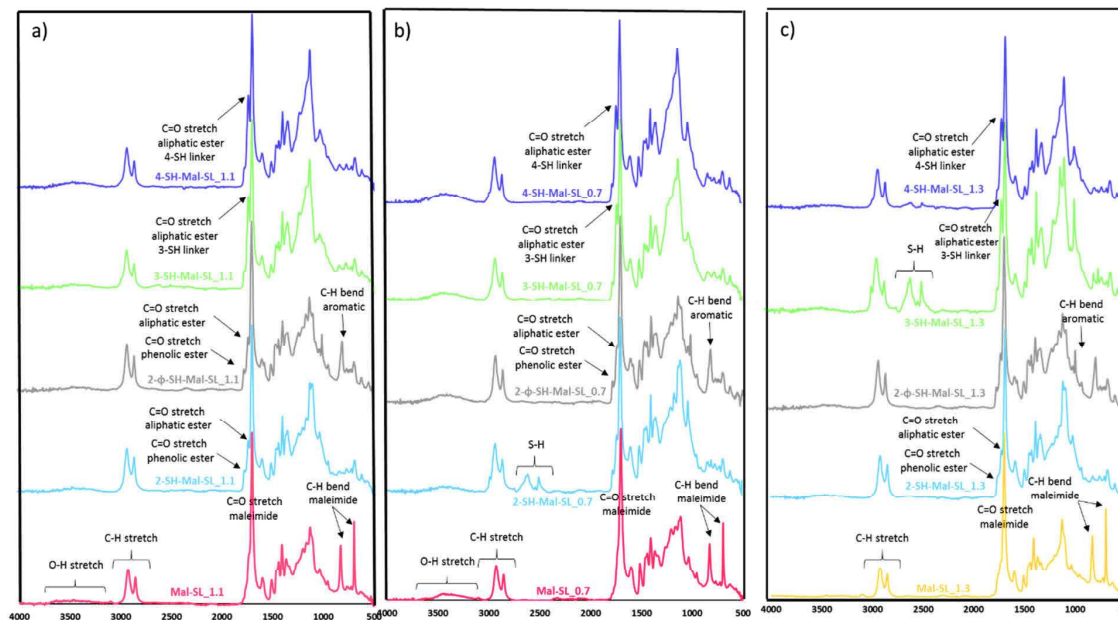 a)
C=O stretch
aliphatic ester
4-SH linker
4-SH-Mal-SL_1.1
C=O stretch
aliphatic ester
3-SH linker
3-SH-Mal-SL_1.1
C=O stretch
aliphatic ester
C-H bend
aromatic
C=O stretch
phenolic ester
2-ϕ-SH-Mal-SL_1.1
C=O stretch
aliphatic ester
C=O stretch
phenolic ester
2-SH-Mal-SL_1.1
C=O stretch
maleimide
C-H bend
maleimide
C-H stretch
O-H stretch
Mal-SL_1.1
4000 3500 3000 2500 2000 1500 1000 500
b)
C=O stretch
aliphatic ester
4-SH linker
4-SH-Mal-SL_0.7
C=O stretch
aliphatic ester
3-SH linker
3-SH-Mal-SL_0.7
C-H bend
aromatic
C=O stretch
aliphatic ester
C=O stretch
phenolic ester
2-ϕ-SH-Mal-SL_0.7
S-H
2-SH-Mal-SL_0.7
C=O stretch
maleimide
C-H bend
maleimide
C-H stretch
O-H stretch
Mal-SL_0.7
4000 3500 3000 2500 2000 1500 1000 500
c)
C=O stretch
aliphatic ester
4-SH linker
4-SH-Mal-SL_1.3
C=O stretch
aliphatic ester
3-SH linker
S-H
3-SH-Mal-SL_1.3
C-H bend
aromatic
2-ϕ-SH-Mal-SL_1.3
C=O stretch
aliphatic ester
C=O stretch
phenolic ester
2-SH-Mal-SL_1.3
C-H bend
maleimide
C=O stretch
maleimide
C-H stretch
Mal-SL_1.3
4000 3500 3000 2500 2000 1500 1000